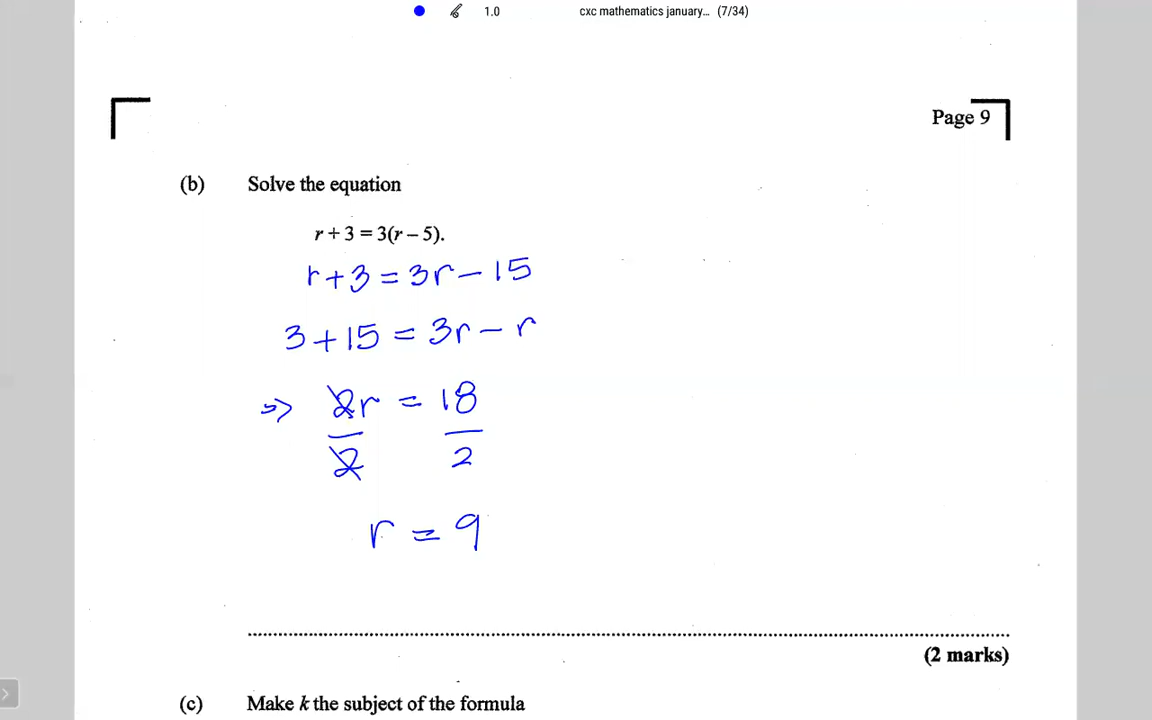 1.0 cxc mathematics january... (7/34)
Page 9
(b) Solve the equation
r + 3 = 3(r – 5).
r + 3 = 3r – 15
3 + 15 = 3r – r
⇒ 2r = 18
2 2
r = 9
(2 marks)
(c) Make k the subject of the formula